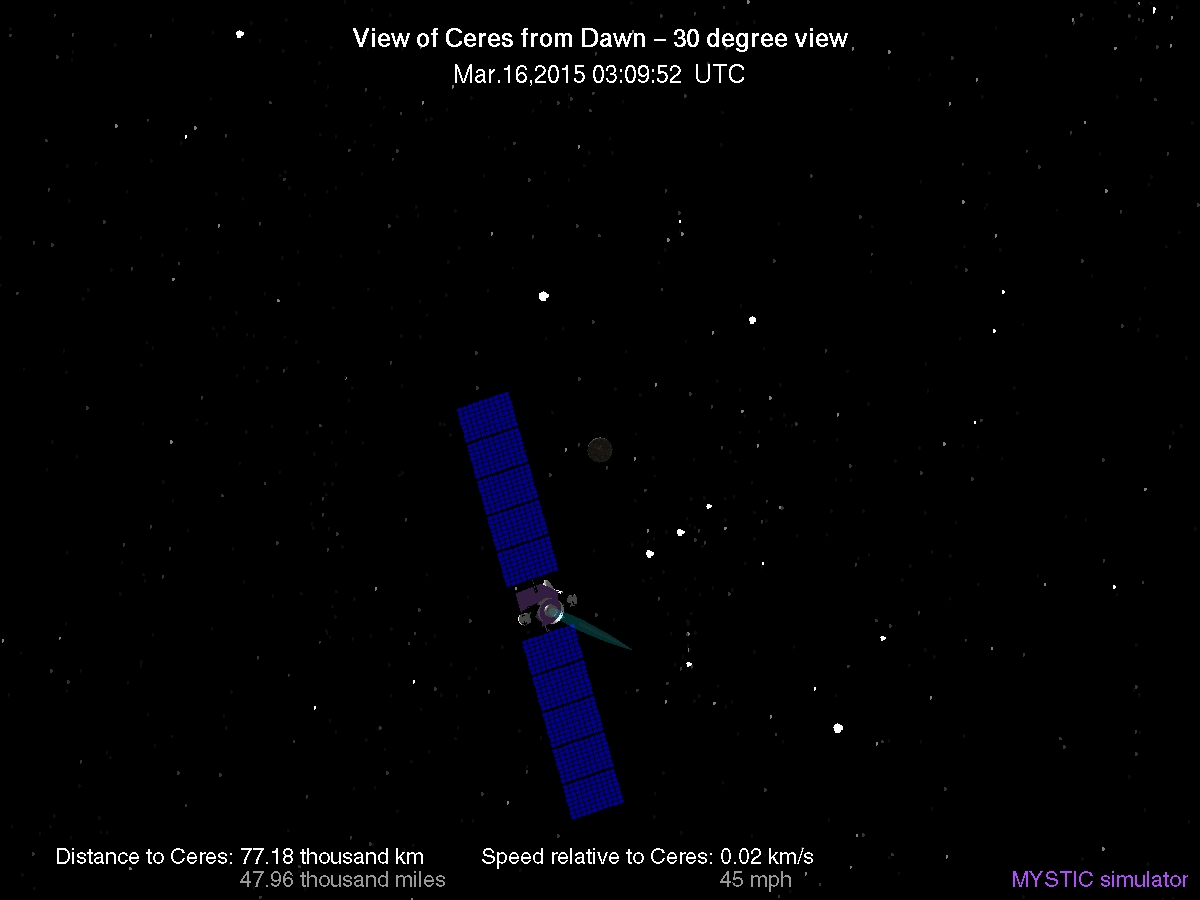 View of Ceres from Dawn – 30 degree view
Mar.16,2015 03:09:52 UTC
Distance to Ceres: 77.18 thousand km
47.96 thousand miles
Speed relative to Ceres: 0.02 km/s
45 mph
MYSTIC simulator